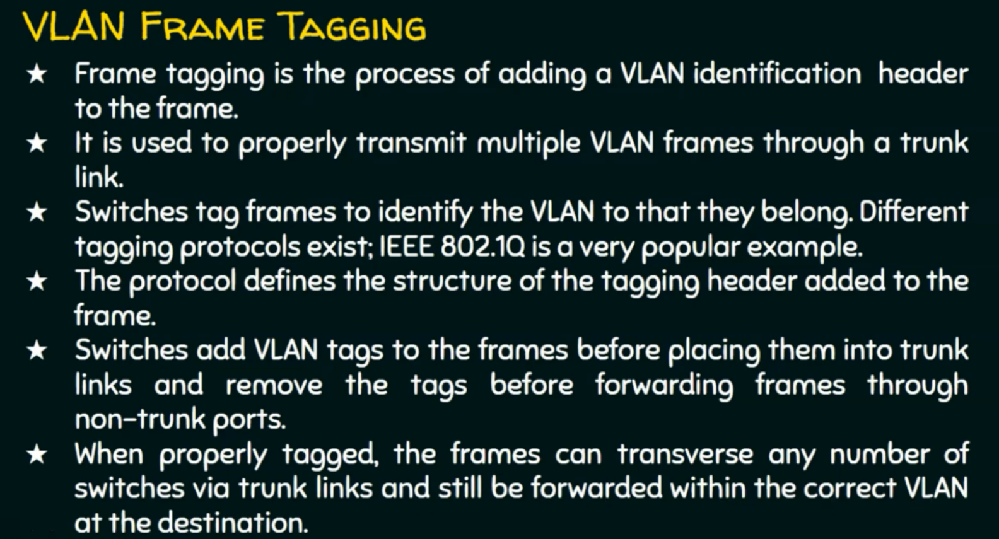 VLAN FRAME TAGGING
★ Frame tagging is the process of adding a VLAN identification header
to the frame.
★ It is used to properly transmit multiple VLAN frames through a trunk
link.
★ Switches tag frames to identify the VLAN to that they belong. Different
tagging protocols exist; IEEE 802.1Q is a very popular example.
★ The protocol defines the structure of the tagging header added to the
frame.
★ Switches add VLAN tags to the frames before placing them into trunk
links and remove the tags before forwarding frames through
non-trunk ports.
★ When properly tagged, the frames can transverse any number of
switches via trunk links and still be forwarded within the correct VLAN
at the destination.